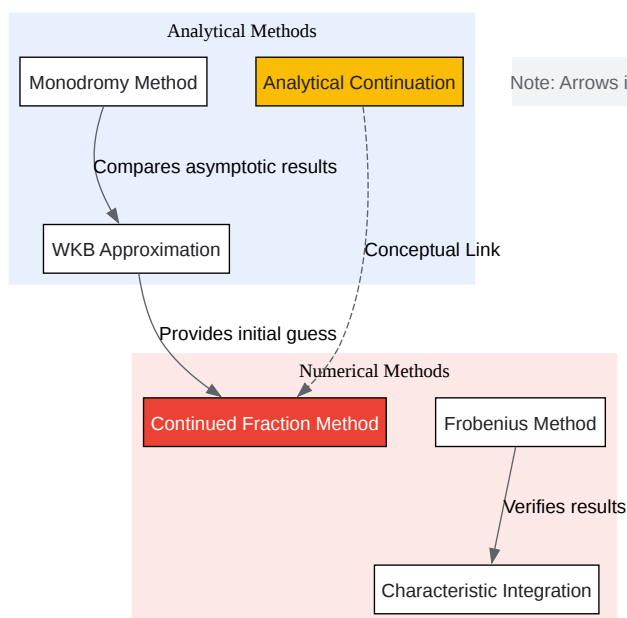 Analytical Methods
Monodromy Method
Analytical Continuation
Note: Arrows i
Compares asymptotic results
WKB Approximation
Conceptual Link
Provides initial guess
Numerical Methods
Continued Fraction Method
Frobenius Method
Verifies results
Characteristic Integration